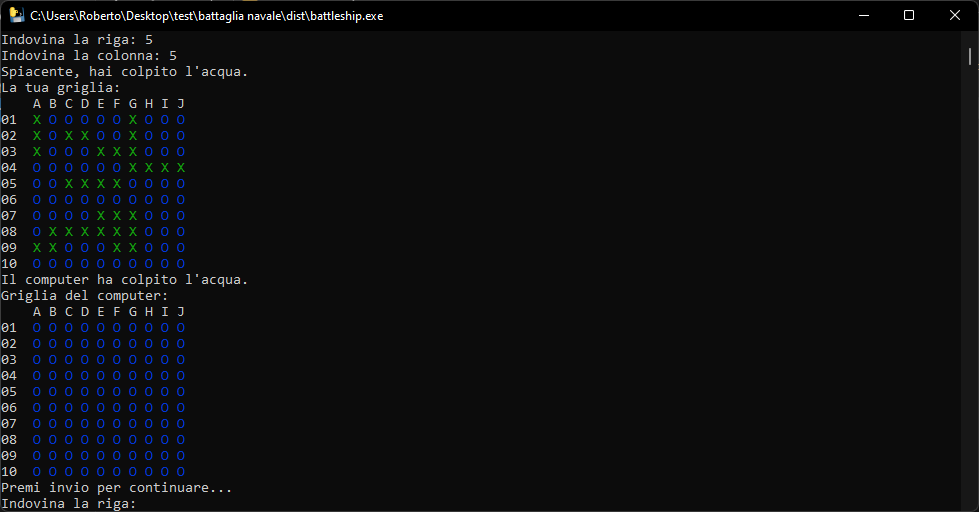 C:\Users\Roberto\Desktop\test\battaglia navale\dist\battleship.exe
Indovina la riga: 5
Indovina la colonna: 5
Spiacente, hai colpito l'acqua.
La tua griglia:
    A B C D E F G H I J
01  X O O O O O X O O O
02  X O X X O O X O O O
03  X O O O X X X O O O
04  O O O O O O X X X X
05  O O X X X X O O O O
06  O O O O O O O O O O
07  O O O O X X X O O O
08  O X X X X X X O O O
09  X X O O O X X O O O
10  O O O O O O O O O O
Il computer ha colpito l'acqua.
Griglia del computer:
    A B C D E F G H I J
01  O O O O O O O O O O
02  O O O O O O O O O O
03  O O O O O O O O O O
04  O O O O O O O O O O
05  O O O O O O O O O O
06  O O O O O O O O O O
07  O O O O O O O O O O
08  O O O O O O O O O O
09  O O O O O O O O O O
10  O O O O O O O O O O
Premi invio per continuare...
Indovina la riga: